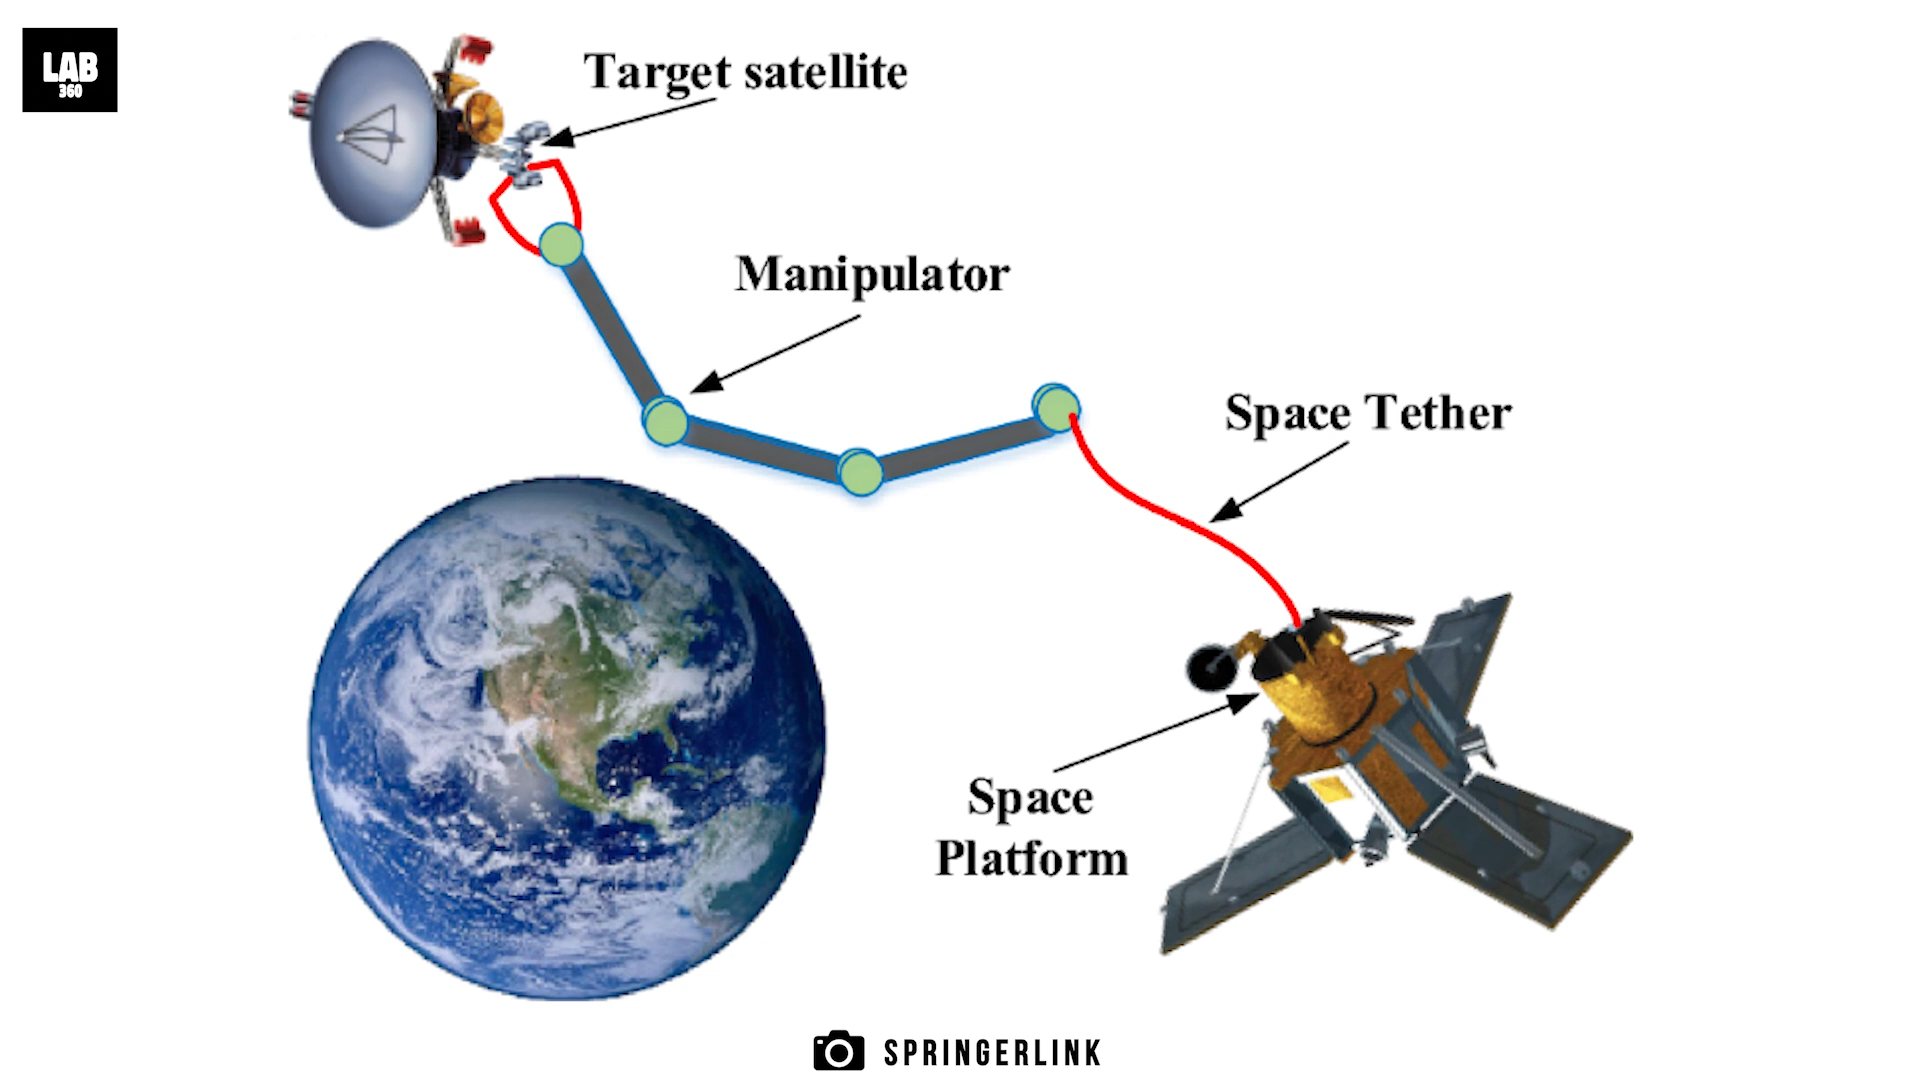 LAB
360
Target satellite
Manipulator
Space Tether
Space
Platform
SPRINGERLINK